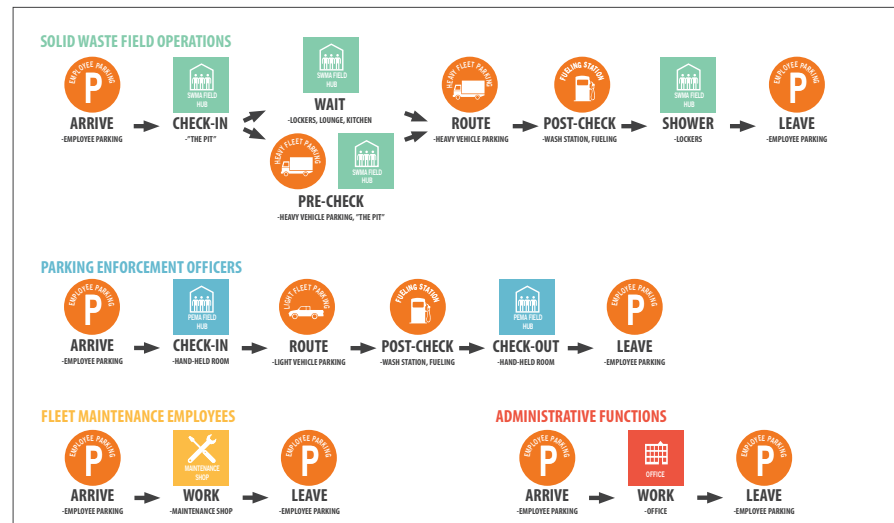 SOLID WASTE FIELD OPERATIONS
EMPLOYEE PARKING
P
ARRIVE
-EMPLOYEE PARKING
SWMA FIELD
HUB
CHECK-IN
-"THE PIT"
SWMA FIELD
HUB
WAIT
-LOCKERS, LOUNGE, KITCHEN
HEAVY FLEET PARKING
SWMA FIELD
HUB
PRE-CHECK
-HEAVY VEHICLE PARKING, "THE PIT"
HEAVY FLEET PARKING
ROUTE
-HEAVY VEHICLE PARKING
FUELING STATION
POST-CHECK
-WASH STATION, FUELING
SWMA FIELD
HUB
SHOWER
-LOCKERS
EMPLOYEE PARKING
P
LEAVE
-EMPLOYEE PARKING
PARKING ENFORCEMENT OFFICERS
EMPLOYEE PARKING
P
ARRIVE
-EMPLOYEE PARKING
PEMA FIELD
HUB
CHECK-IN
-HAND-HELD ROOM
LIGHT FLEET PARKING
ROUTE
-LIGHT VEHICLE PARKING
FUELING STATION
POST-CHECK
-WASH STATION, FUELING
PEMA FIELD
HUB
CHECK-OUT
-HAND-HELD ROOM
EMPLOYEE PARKING
P
LEAVE
-EMPLOYEE PARKING
FLEET MAINTENANCE EMPLOYEES
EMPLOYEE PARKING
P
ARRIVE
-EMPLOYEE PARKING
MAINTENANCE
SHOP
WORK
-MAINTENANCE SHOP
EMPLOYEE PARKING
P
LEAVE
-EMPLOYEE PARKING
ADMINISTRATIVE FUNCTIONS
EMPLOYEE PARKING
P
ARRIVE
-EMPLOYEE PARKING
OFFICE
WORK
-OFFICE
EMPLOYEE PARKING
P
LEAVE
-EMPLOYEE PARKING